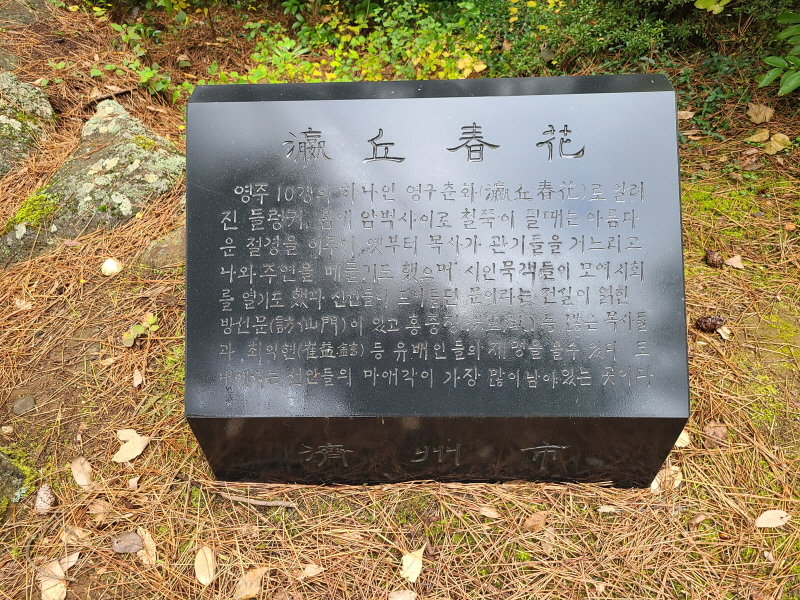 瀛丘春花
영주 10경의 하나인 영구춘화(瀛丘春花)로 알려
진 들렁귀, 봄에 암벽사이로 철쭉이 필때는 아름다
운 절경을 이루어, 옛부터 목사가 관기들을 거느리고
나와 주연을 베풀기도 했으며 시인묵객들이 모여 시회
를 열기도 했다 신선들이 드나들던 문이라는 전설이 얽힌
방선문(訪仙門)이 있고 홍중징 등 많은 목사들
과 최익현(崔益鉉) 등 유배인들의 제명을 볼수 있다
선인들의 마애각이 가장 많이 남아 있는 곳이다
濟州市